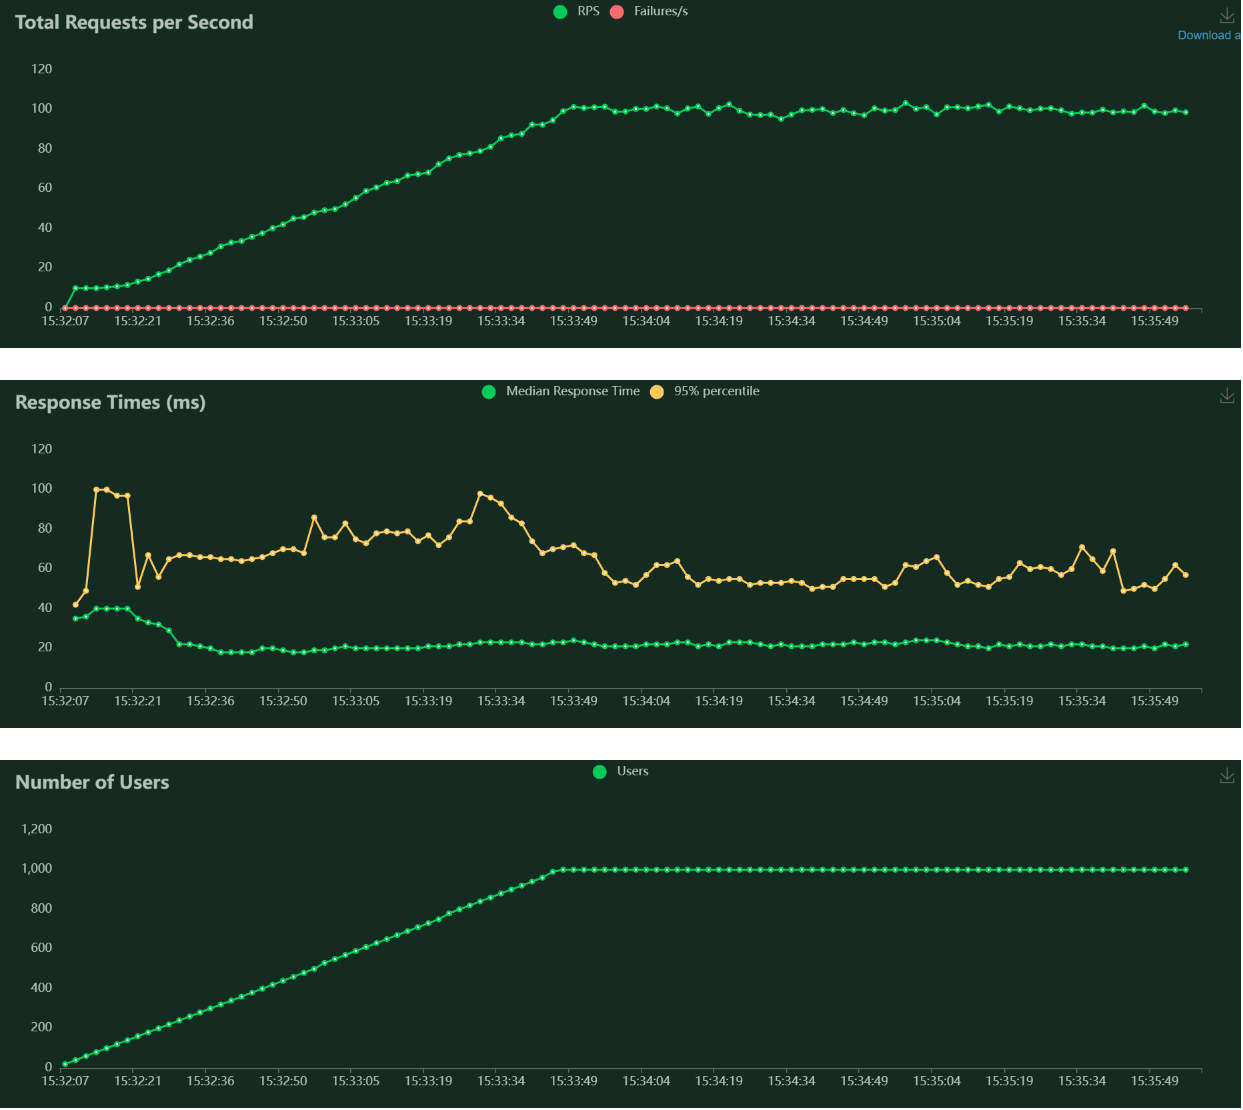 Total Requests per Second
RPS Failures/s
Download a
120
100
80
60
40
20
0
15:32:07 15:32:21 15:32:36 15:32:50 15:33:05 15:33:19 15:33:34 15:33:49 15:34:04 15:34:19 15:34:34 15:34:49 15:35:04 15:35:19 15:35:34 15:35:49
Response Times (ms)
Median Response Time 95% percentile
120
100
80
60
40
20
0
15:32:07 15:32:21 15:32:36 15:32:50 15:33:05 15:33:19 15:33:34 15:33:49 15:34:04 15:34:19 15:34:34 15:34:49 15:35:04 15:35:19 15:35:34 15:35:49
Number of Users
Users
1,200
1,000
800
600
400
200
0
15:32:07 15:32:21 15:32:36 15:32:50 15:33:05 15:33:19 15:33:34 15:33:49 15:34:04 15:34:19 15:34:34 15:34:49 15:35:04 15:35:19 15:35:34 15:35:49